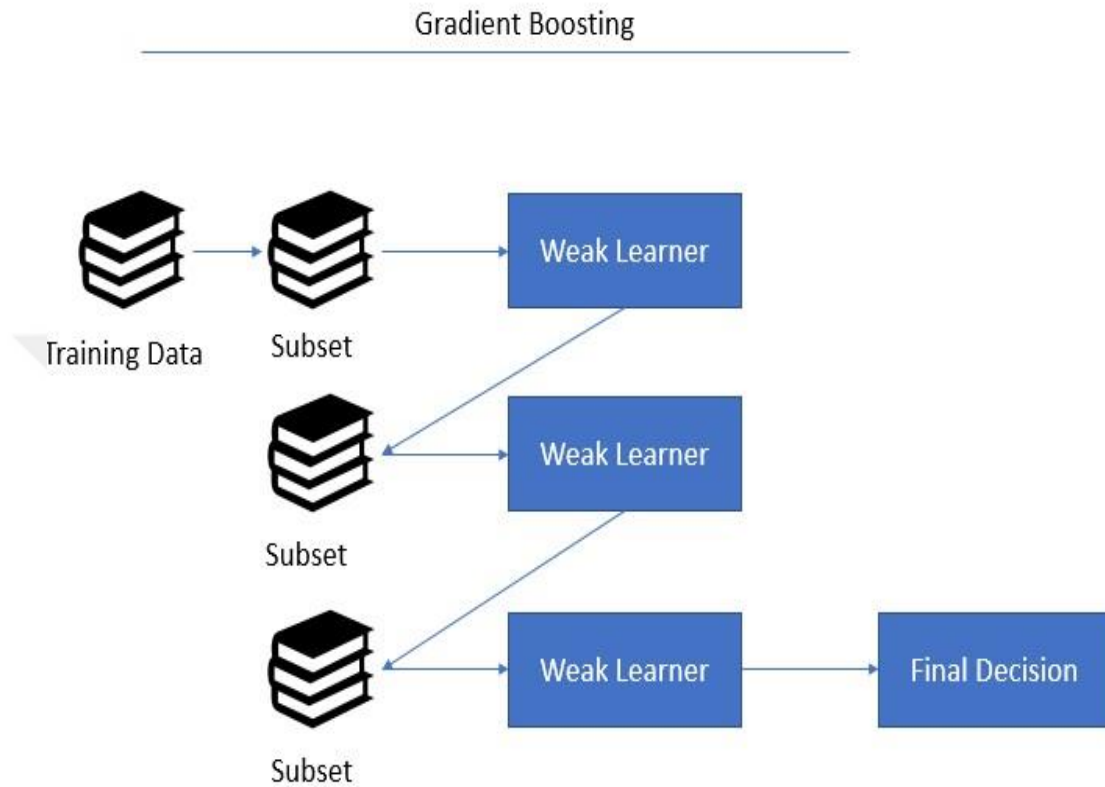 Gradient Boosting
Weak Learner
Training Data
Subset
Weak Learner
Subset
Weak Learner
Final Decision
Subset